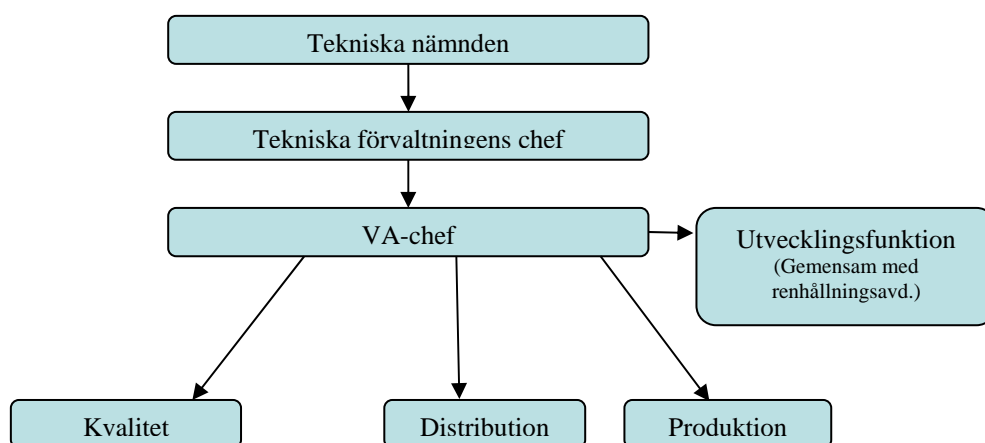 Tekniska nämnden
Tekniska förvaltningens chef
VA-chef
Utvecklingsfunktion
(Gemensam med
renhållningsavd.)
Kvalitet
Distribution
Produktion